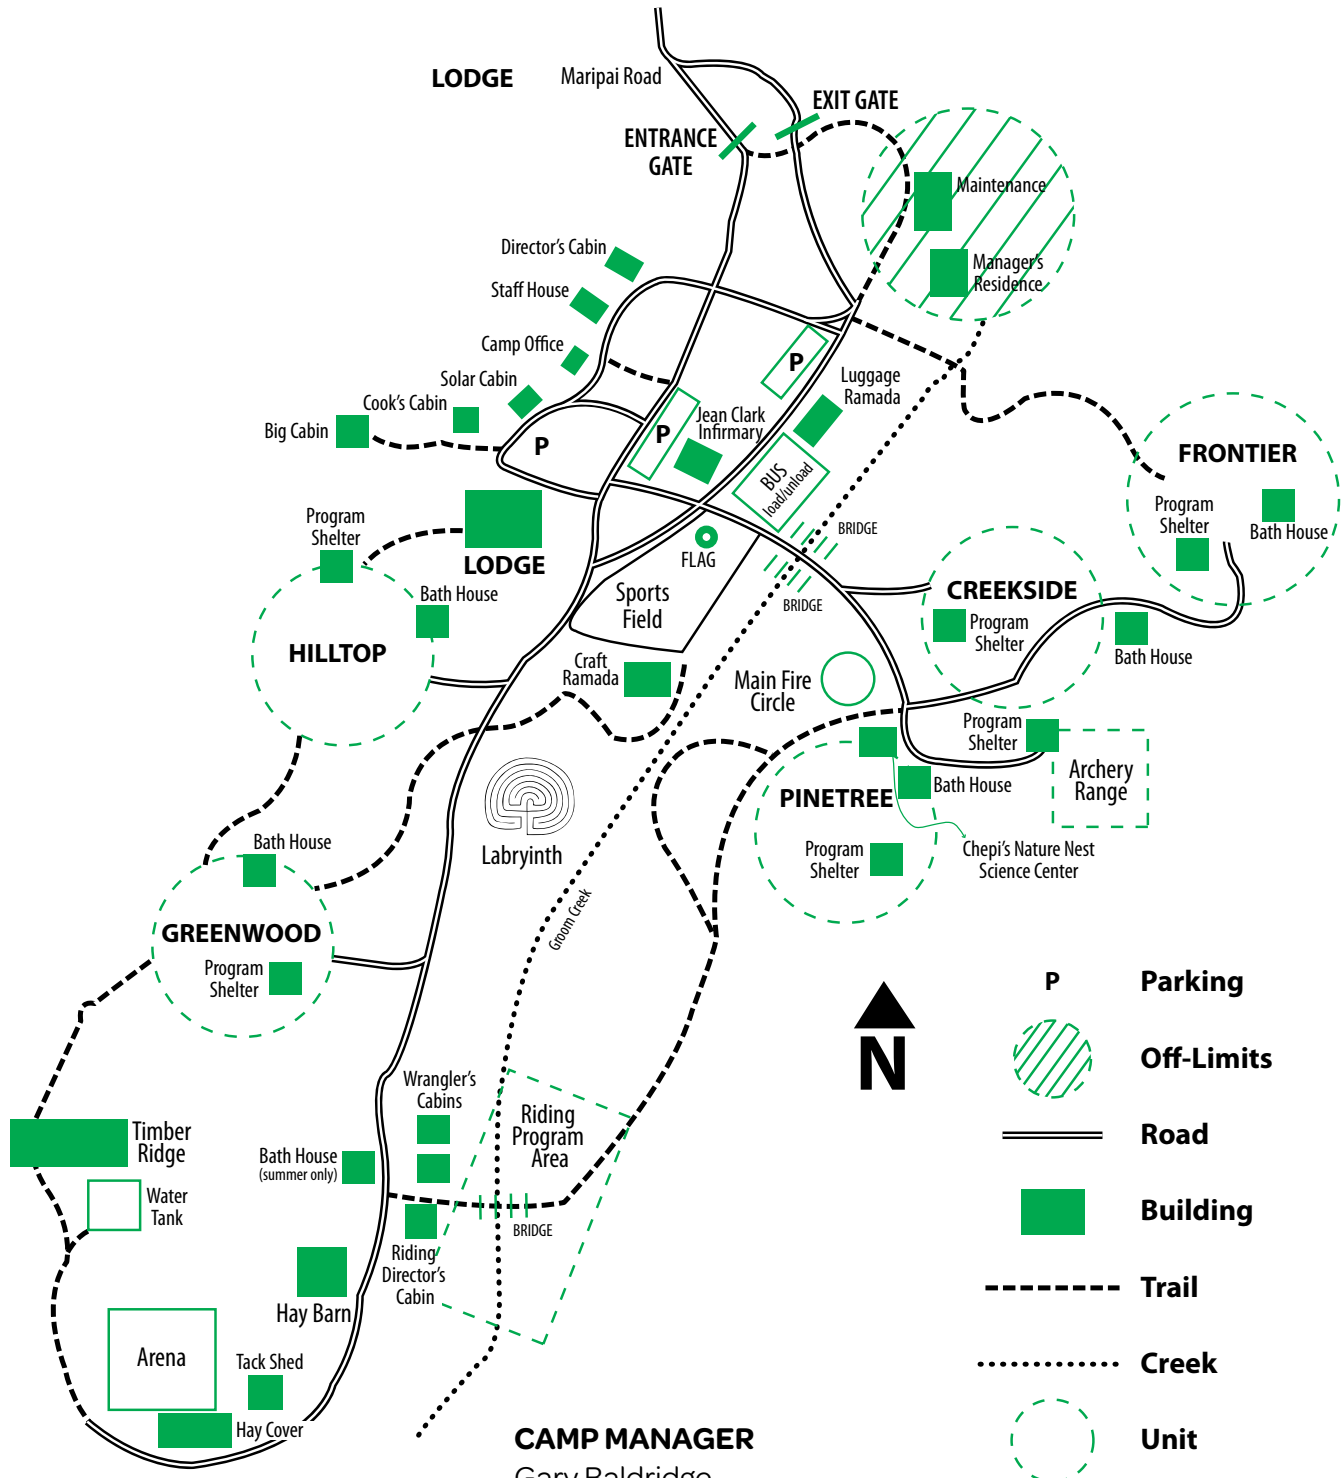 LODGE
Maripai Road
EXIT GATE
ENTRANCE
GATE
Maintenance
Manager's
Residence
Director's Cabin
Staff House
Camp Office
Solar Cabin
Cook's Cabin
Big Cabin
P
P
P
Luggage
Ramada
Jean Clark
Infirmary
BUS
load/unload
FRONTIER
Program
Shelter
Bath House
Program
Shelter
LODGE
FLAG
BRIDGE
BRIDGE
Bath House
HILLTOP
Sports
Field
CREEKSIDE
Program
Shelter
Bath House
Craft
Ramada
Main Fire
Circle
Program
Shelter
Archery
Range
PINETREE
Bath House
Program
Shelter
Chepi's Nature Nest
Science Center
Labryinth
Groom Creek
Bath House
GREENWOOD
Program
Shelter
N
P Parking
Off-Limits
Road
Building
Trail
Creek
Unit
Wrangler's
Cabins
Riding
Program
Area
Timber
Ridge
Bath House
(summer only)
Water
Tank
BRIDGE
Riding
Director's
Cabin
Hay Barn
Arena
Tack Shed
Hay Cover
CAMP MANAGER
Gary Baldridge